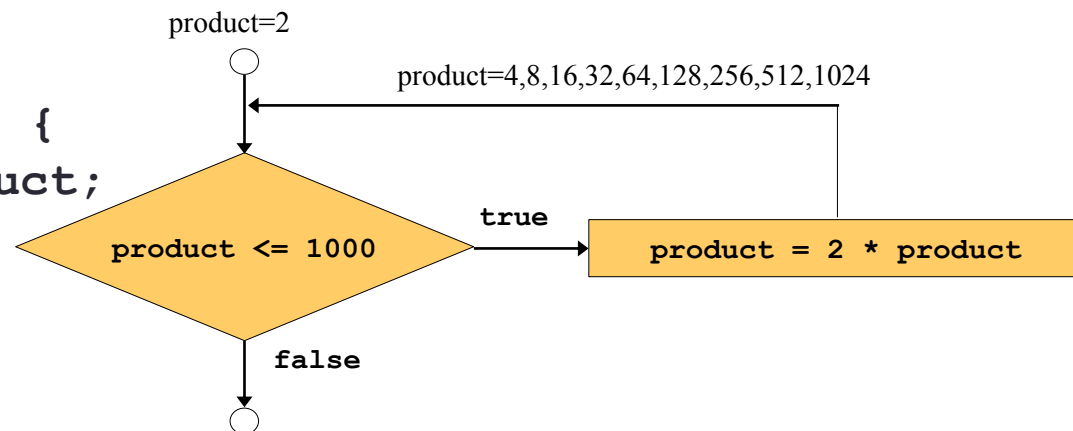 product=2
product=4,8,16,32,64,128,256,512,1024
{
uct;
true
product <= 1000
product = 2 * product
false